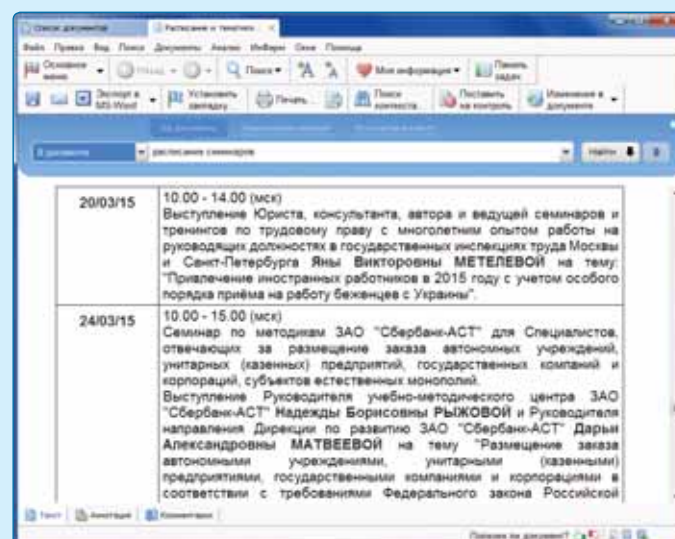 Список документов Расписание и тематика
Файл Правка Вид Поиск Документы Анализ Инфарм Окна Помощь
Основное меню Назад Поиск Моя информация Панель задач
Экспорт в MS-Word Установить закладку Печать... Поиск контекста Поставить на контроль Изменения в документе
расписание семинаров Найти
20/03/15
10.00 - 14.00 (мск)
Выступление Юриста, консультанта, автора и ведущей семинаров и
тренингов по трудовому праву с многолетним опытом работы на
руководящих должностях в государственных инспекциях труда Москвы
и Санкт-Петербурга Яны Викторовны МЕТЕЛЕВОЙ на тему:
"Привлечение иностранных работников в 2015 году с учетом особого
порядка приёма на работу беженцев с Украины".
24/03/15
10.00 - 15.00 (мск)
Семинар по методикам ЗАО "Сбербанк-АСТ" для Специалистов,
отвечающих за размещение заказа автономных учреждений,
унитарных (казенных) предприятий, государственных компаний и
корпораций, субъектов естественных монополий.
Выступление Руководителя учебно-методического центра ЗАО
"Сбербанк-АСТ" Надежды Борисовны РЫЖОВОЙ и Руководителя
направления Дирекции по развитию ЗАО "Сбербанк-АСТ" Дарьи
Александровны МАТВЕЕВОЙ на тему "Размещение заказа
автономными учреждениями, унитарными (казенными)
предприятиями, государственными компаниями и корпорациями в
соответствии с требованиями Федерального закона Российской
Текст Аннотация Комментарии
Полезен ли документ?